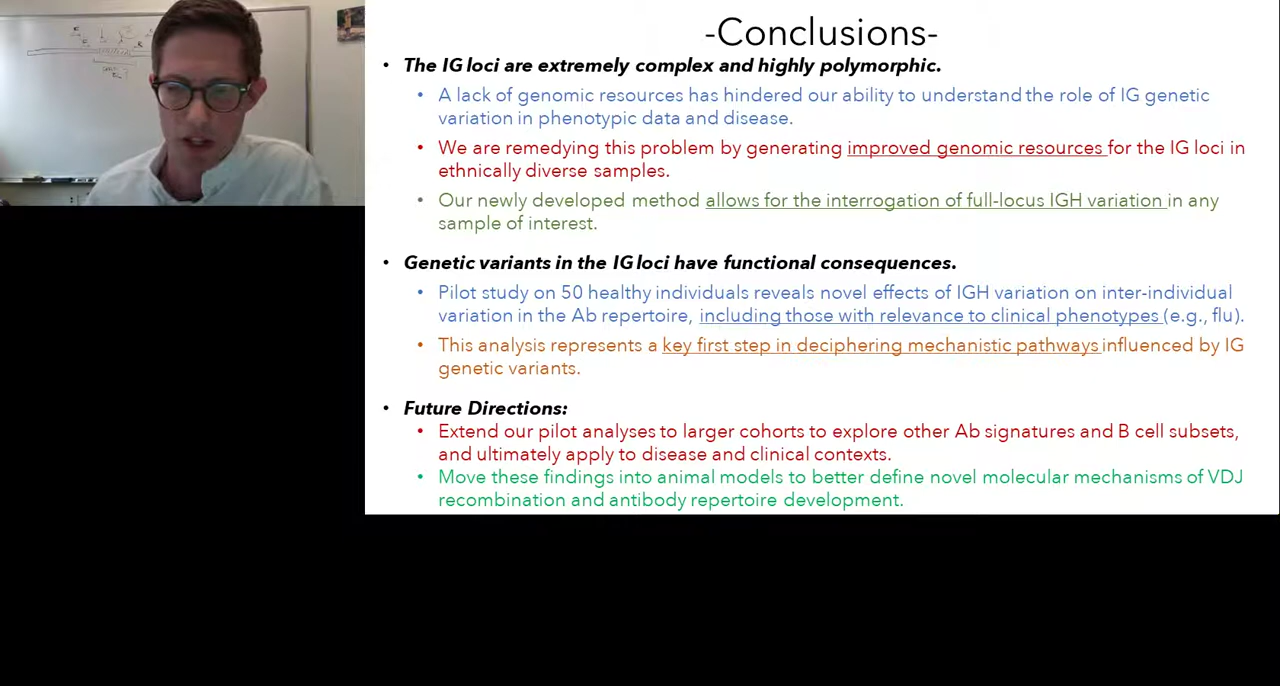 -Conclusions-
• The IG loci are extremely complex and highly polymorphic.
• A lack of genomic resources has hindered our ability to understand the role of IG genetic
variation in phenotypic data and disease.
• We are remedying this problem by generating improved genomic resources for the IG loci in
ethnically diverse samples.
• Our newly developed method allows for the interrogation of full-locus IGH variation in any
sample of interest.
• Genetic variants in the IG loci have functional consequences.
• Pilot study on 50 healthy individuals reveals novel effects of IGH variation on inter-individual
variation in the Ab repertoire, including those with relevance to clinical phenotypes (e.g., flu).
• This analysis represents a key first step in deciphering mechanistic pathways influenced by IG
genetic variants.
• Future Directions:
• Extend our pilot analyses to larger cohorts to explore other Ab signatures and B cell subsets,
and ultimately apply to disease and clinical contexts.
• Move these findings into animal models to better define novel molecular mechanisms of VDJ
recombination and antibody repertoire development.